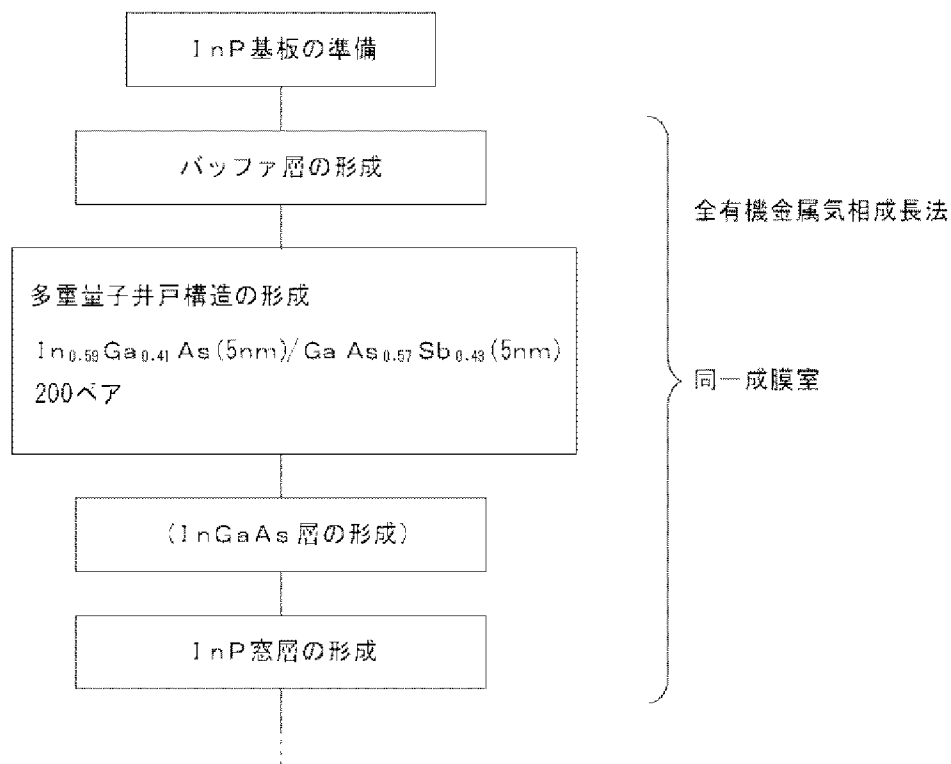 InP基板の準備
バッファ層の形成
全有機金属気相成長法
多重量子井戸構造の形成
In0.59Ga0.41As(5nm)/GaAs0.57Sb0.43(5nm)
200ペア
同一成膜室
(InGaAs層の形成)
InP窓層の形成